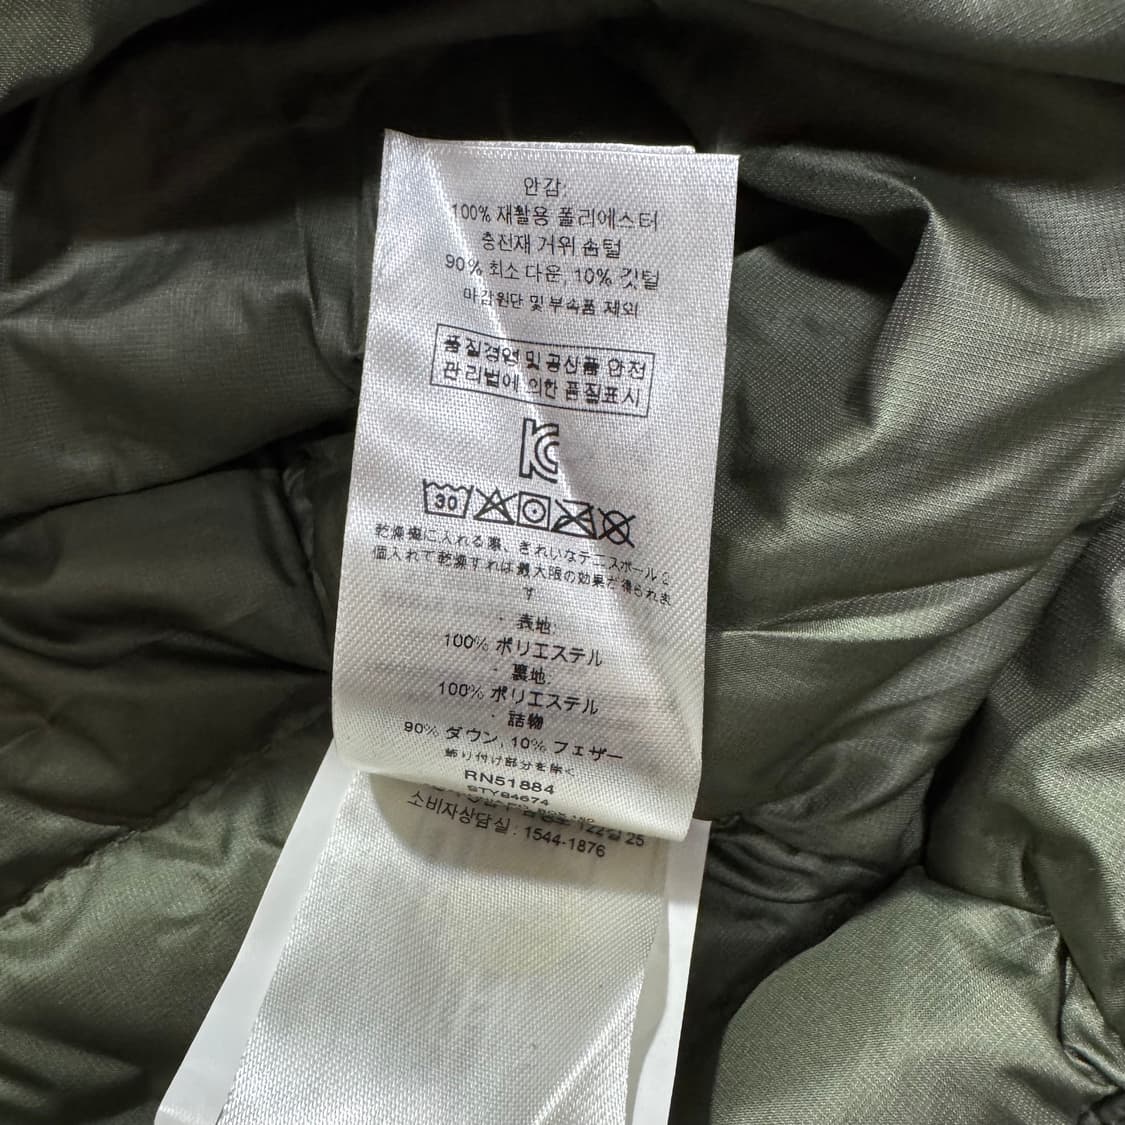 안감:
100% 재활용 폴리에스터
충전재 거위 솜털
90% 최소 다운, 10% 깃털
마감원단 및 부속품 제외
품질경영 및 공산품 안전
관리법에 의한 품질표시
30
乾燥機に入れる事、きれいなテニスボール2
個入れて乾燥すれば最大限の効果が得られま
す
· 表地:
100% ポリエステル
· 裏地:
100% ポリエステル
· 詰物
90% ダウン, 10% フェザー
飾り付け部分を除く
RN51884
STY84674
122길 25
소비자상담실 : 1544-1876